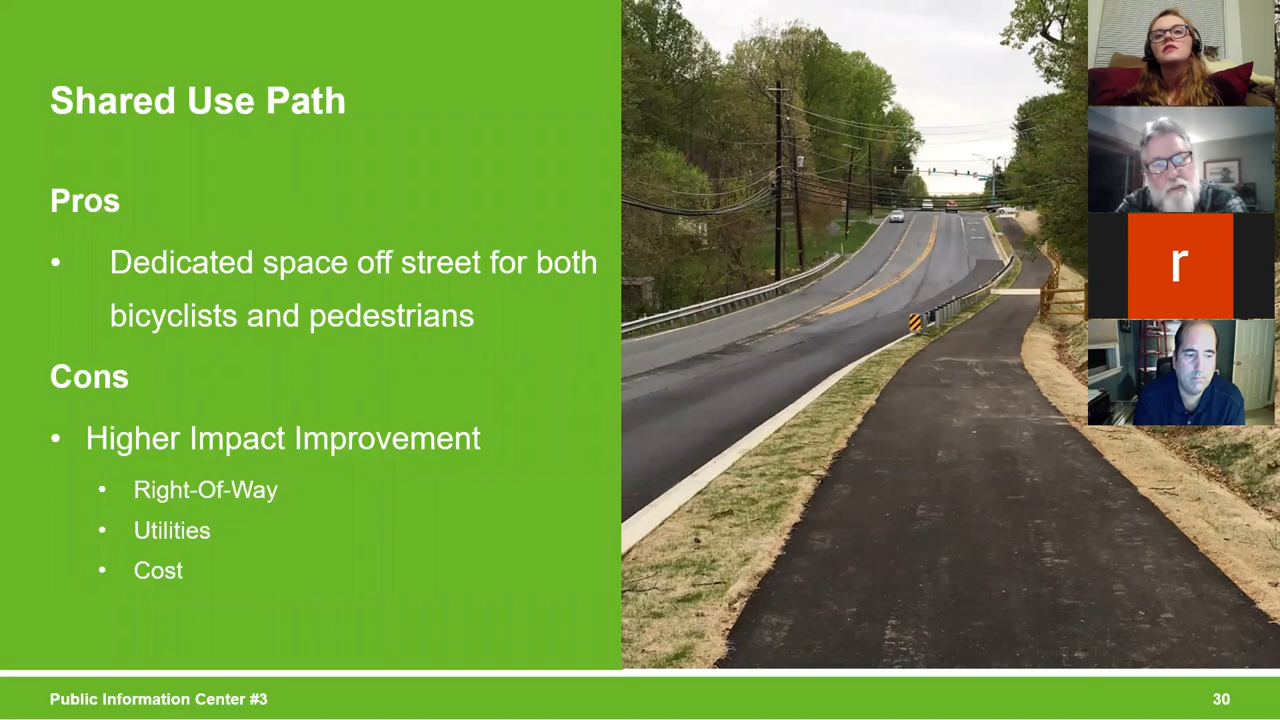 Shared Use Path
Pros
• Dedicated space off street for both
bicyclists and pedestrians
Cons
• Higher Impact Improvement
• Right-Of-Way
• Utilities
• Cost
r
Public Information Center #3
30